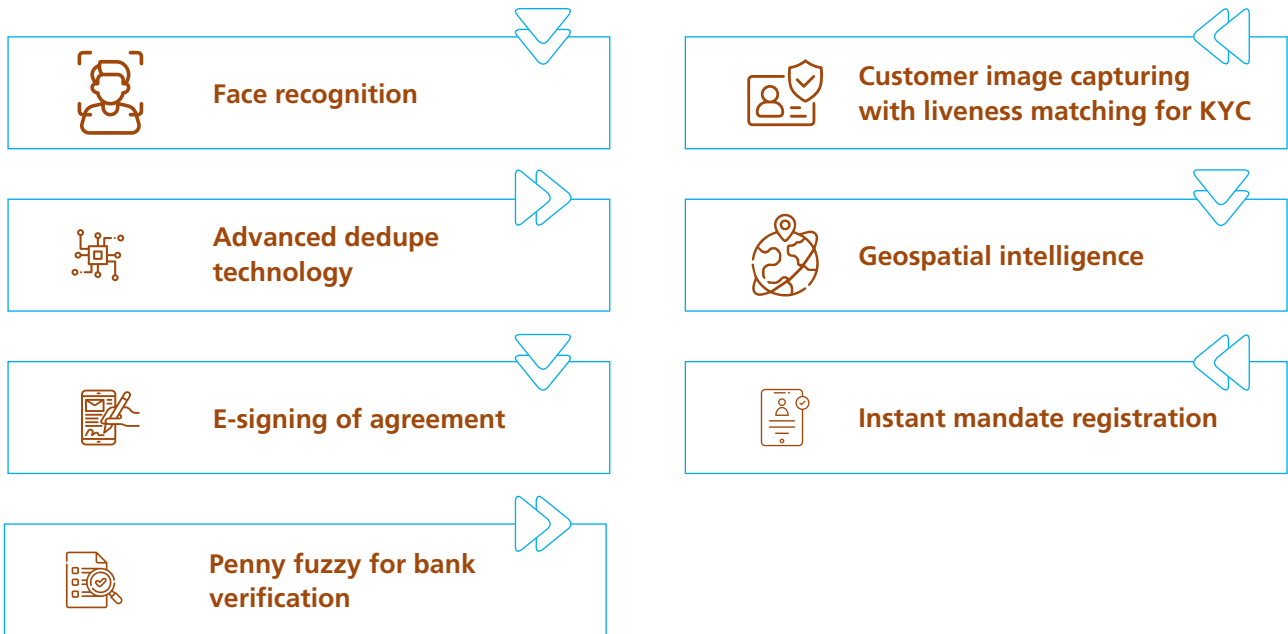 Face recognition
Customer image capturing
with liveness matching for KYC
Advanced dedupe
technology
Geospatial intelligence
E-signing of agreement
Instant mandate registration
Penny fuzzy for bank
verification